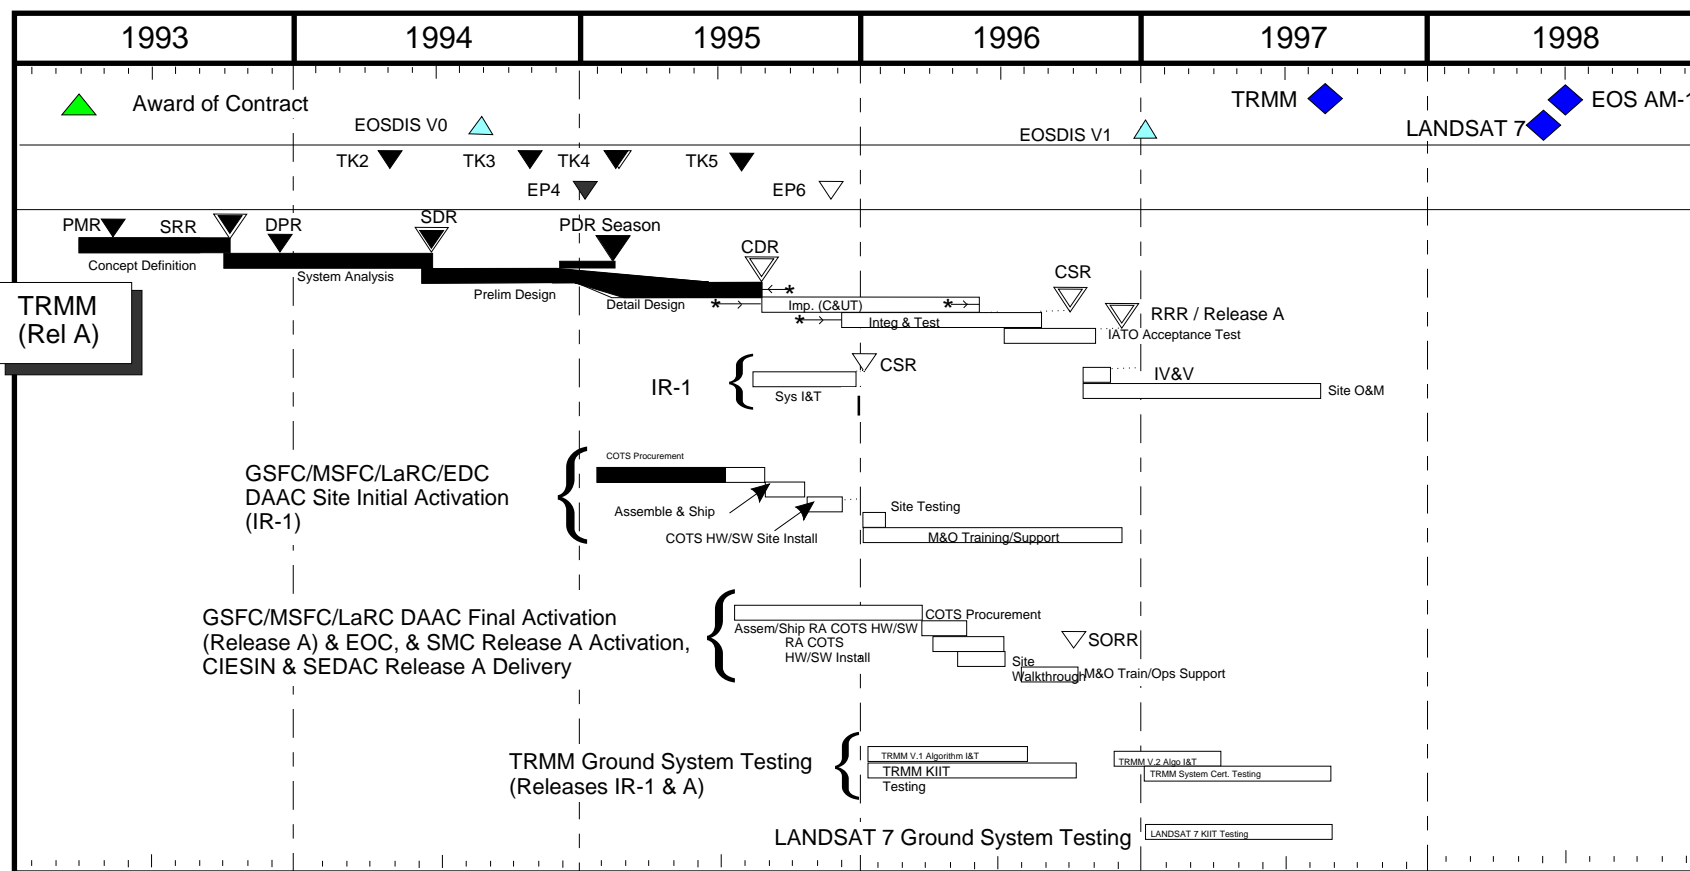 1993 1994 1995 1996 1997 1998
Award of Contract
TRMM
EOS AM-1
EOSDIS V0
EOSDIS V1
LANDSAT 7
TK2 TK3 TK4 TK5
EP4 EP6
PMR SRR DPR SDR PDR Season
CDR
Concept Definition
System Analysis
Prelim Design
Detail Design
CSR
* * *
Imp. (C&UT)
* Integ & Test
RRR / Release A
IATO Acceptance Test
TRMM
(Rel A)
CSR
IR-1
Sys I&T
IV&V
Site O&M
COTS Procurement
GSFC/MSFC/LaRC/EDC
DAAC Site Initial Activation
(IR-1)
Assemble & Ship
COTS HW/SW Site Install
Site Testing
M&O Training/Support
GSFC/MSFC/LaRC DAAC Final Activation
(Release A) & EOC, & SMC Release A Activation,
CIESIN & SEDAC Release A Delivery
COTS Procurement
Assem/Ship RA COTS HW/SW
RA COTS
HW/SW Install
SORR
Site
Walkthrough
M&O Train/Ops Support
TRMM Ground System Testing
(Releases IR-1 & A)
TRMM V.1 Algorithm I&T
TRMM KIIT
Testing
TRMM V.2 Algo I&T
TRMM System Cert. Testing
LANDSAT 7 Ground System Testing
LANDSAT 7 KIIT Testing